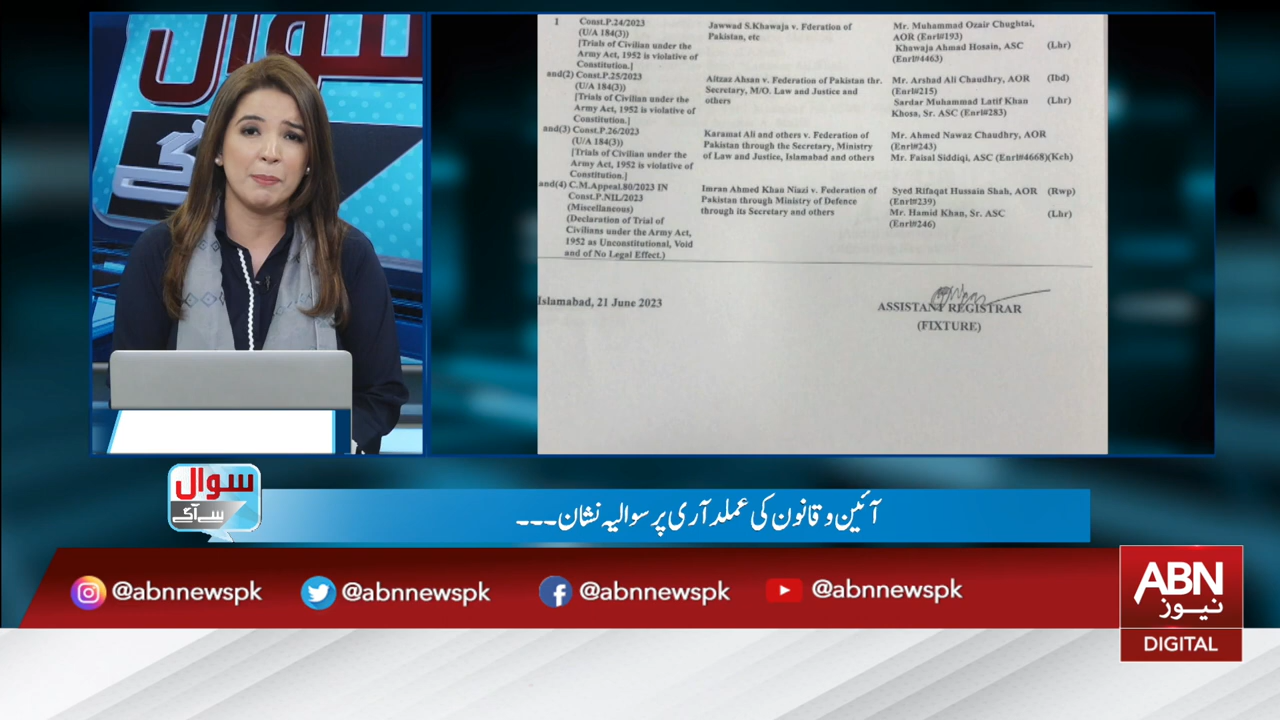 سوال
1 Const.P.24/2023
(U/A 184(3))
[Trials of Civilian under the
Army Act, 1952 is violative of
Constitution.]
Jawwad S.Khawaja v. Fderation of
Pakistan, etc
Mr. Muhammad Ozair Chughtai,
AOR (Enrl#193)
Khawaja Ahmad Hosain, ASC (Lhr)
(Enrl#4463)
and(2) Const.P.25/2023
(U/A 184(3))
[Trials of Civilian under the
Army Act, 1952 is violative of
Constitution.]
Aitzaz Ahsan v. Federation of Pakistan thr.
Secretary, M/O. Law and Justice and
others
Mr. Arshad Ali Chaudhry, AOR (Ibd)
(Enrl#215)
Sardar Muhammad Latif Khan (Lhr)
Khosa, Sr. ASC (Enrl#283)
and(3) Const.P.26/2023
(U/A 184(3))
[Trials of Civilian under the
Army Act, 1952 is violative of
Constitution.]
Karamat Ali and others v. Federation of
Pakistan through the Secretary, Ministry
of Law and Justice, Islamabad and others
Mr. Ahmed Nawaz Chaudhry, AOR
(Enrl#243)
Mr. Faisal Siddiqi, ASC (Enrl#4668)(Kch)
and(4) C.M.Appeal.80/2023 IN
Const.P.NIL/2023
(Miscellaneous)
(Declaration of Trial of
Civilians under the Army Act,
1952 as Unconstitutional, Void
and of No Legal Effect.)
Imran Ahmed Khan Niazi v. Federation of
Pakistan through Ministry of Defence
through its Secretary and others
Syed Rifaqat Hussain Shah, AOR (Rwp)
(Enrl#239)
Mr. Hamid Khan, Sr. ASC (Lhr)
(Enrl#246)
Islamabad, 21 June 2023
ASSISTANT REGISTRAR
(FIXTURE)
سوال
سے آگے
آئین و قانون کی عملدآری پر سوالیہ نشان ۔۔۔
@abnnewspk @abnnewspk @abnnewspk @abnnewspk
ABN
نیوز
DIGITAL